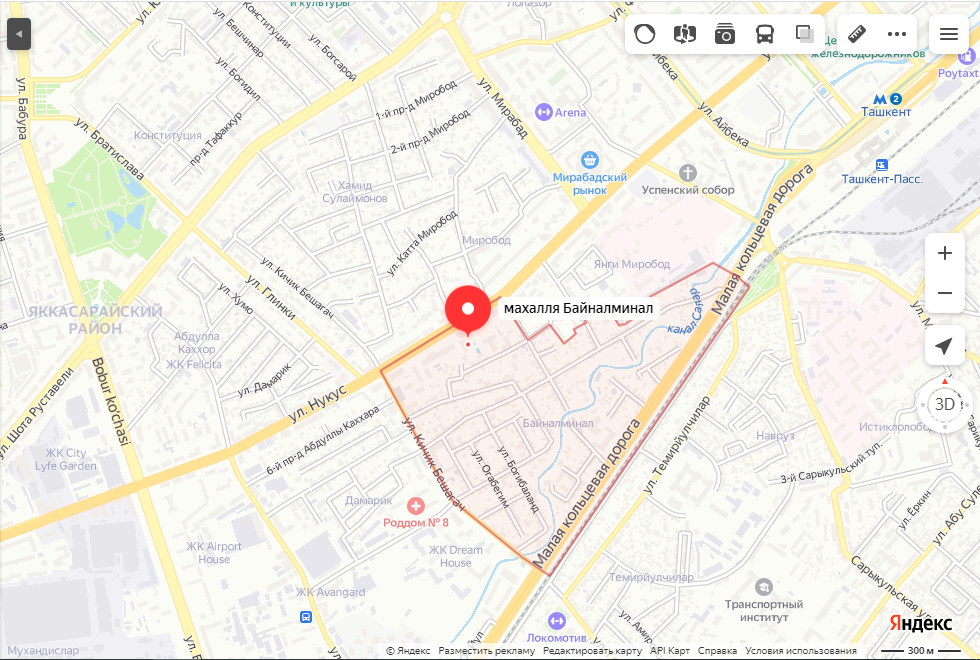 и культуры
Лолазор
Конституции
ул. Бешчинар
ул. Богсарой
ул. Богидил
ул. Бабура
ул. Братислава
Конституция
пр-д Тафаккур
1-й пр-д Миробод
2-й пр-д Миробод
ул. Мирабад
Arena
Мирабадский
рынок
ул. Айбека
железнодорожников
Poytaxt
2
Ташкент
Ташкент-Пасс.
Успенский собор
Хамид
Сулаймонов
ул. Катта Миробод
Миробод
Янги Миробод
Малая кольцевая дорога
ул. Кичик Бешагач
ул. Глинки
ул. Хумо
ЯККАСАРАЙСКИЙ
РАЙОН
махалля Байналминал
канал Салар
Абдулла
Каххор
ЖК Felicita
ул. Дамарик
ул. Нукус
Bobur ko'chasi
ул. Шота Руставели
6-й пр-д Абдуллы Каххара
ул. Кичик Бешагач
Байналминал
ул. Богибаланд
ул. Огабегим
Малая кольцевая дорога
ул. Темирйулчилар
3D
Навруз
Истиклолобод
3-й Сарыкульский туп.
ЖК City
Lyfe Garden
Дамарик
Роддом № 8
ЖК Airport
House
ЖК Dream
House
ЖК Avangard
ул. Ёркин
ул. Абу Сули
Сарыкульская ул.
Темирйулчилар
Транспортный
институт
Локомотив
Мухандислар
Яндекс
© Яндекс Разместить рекламу Редактировать карту API Карт Справка Условия использования 300 м